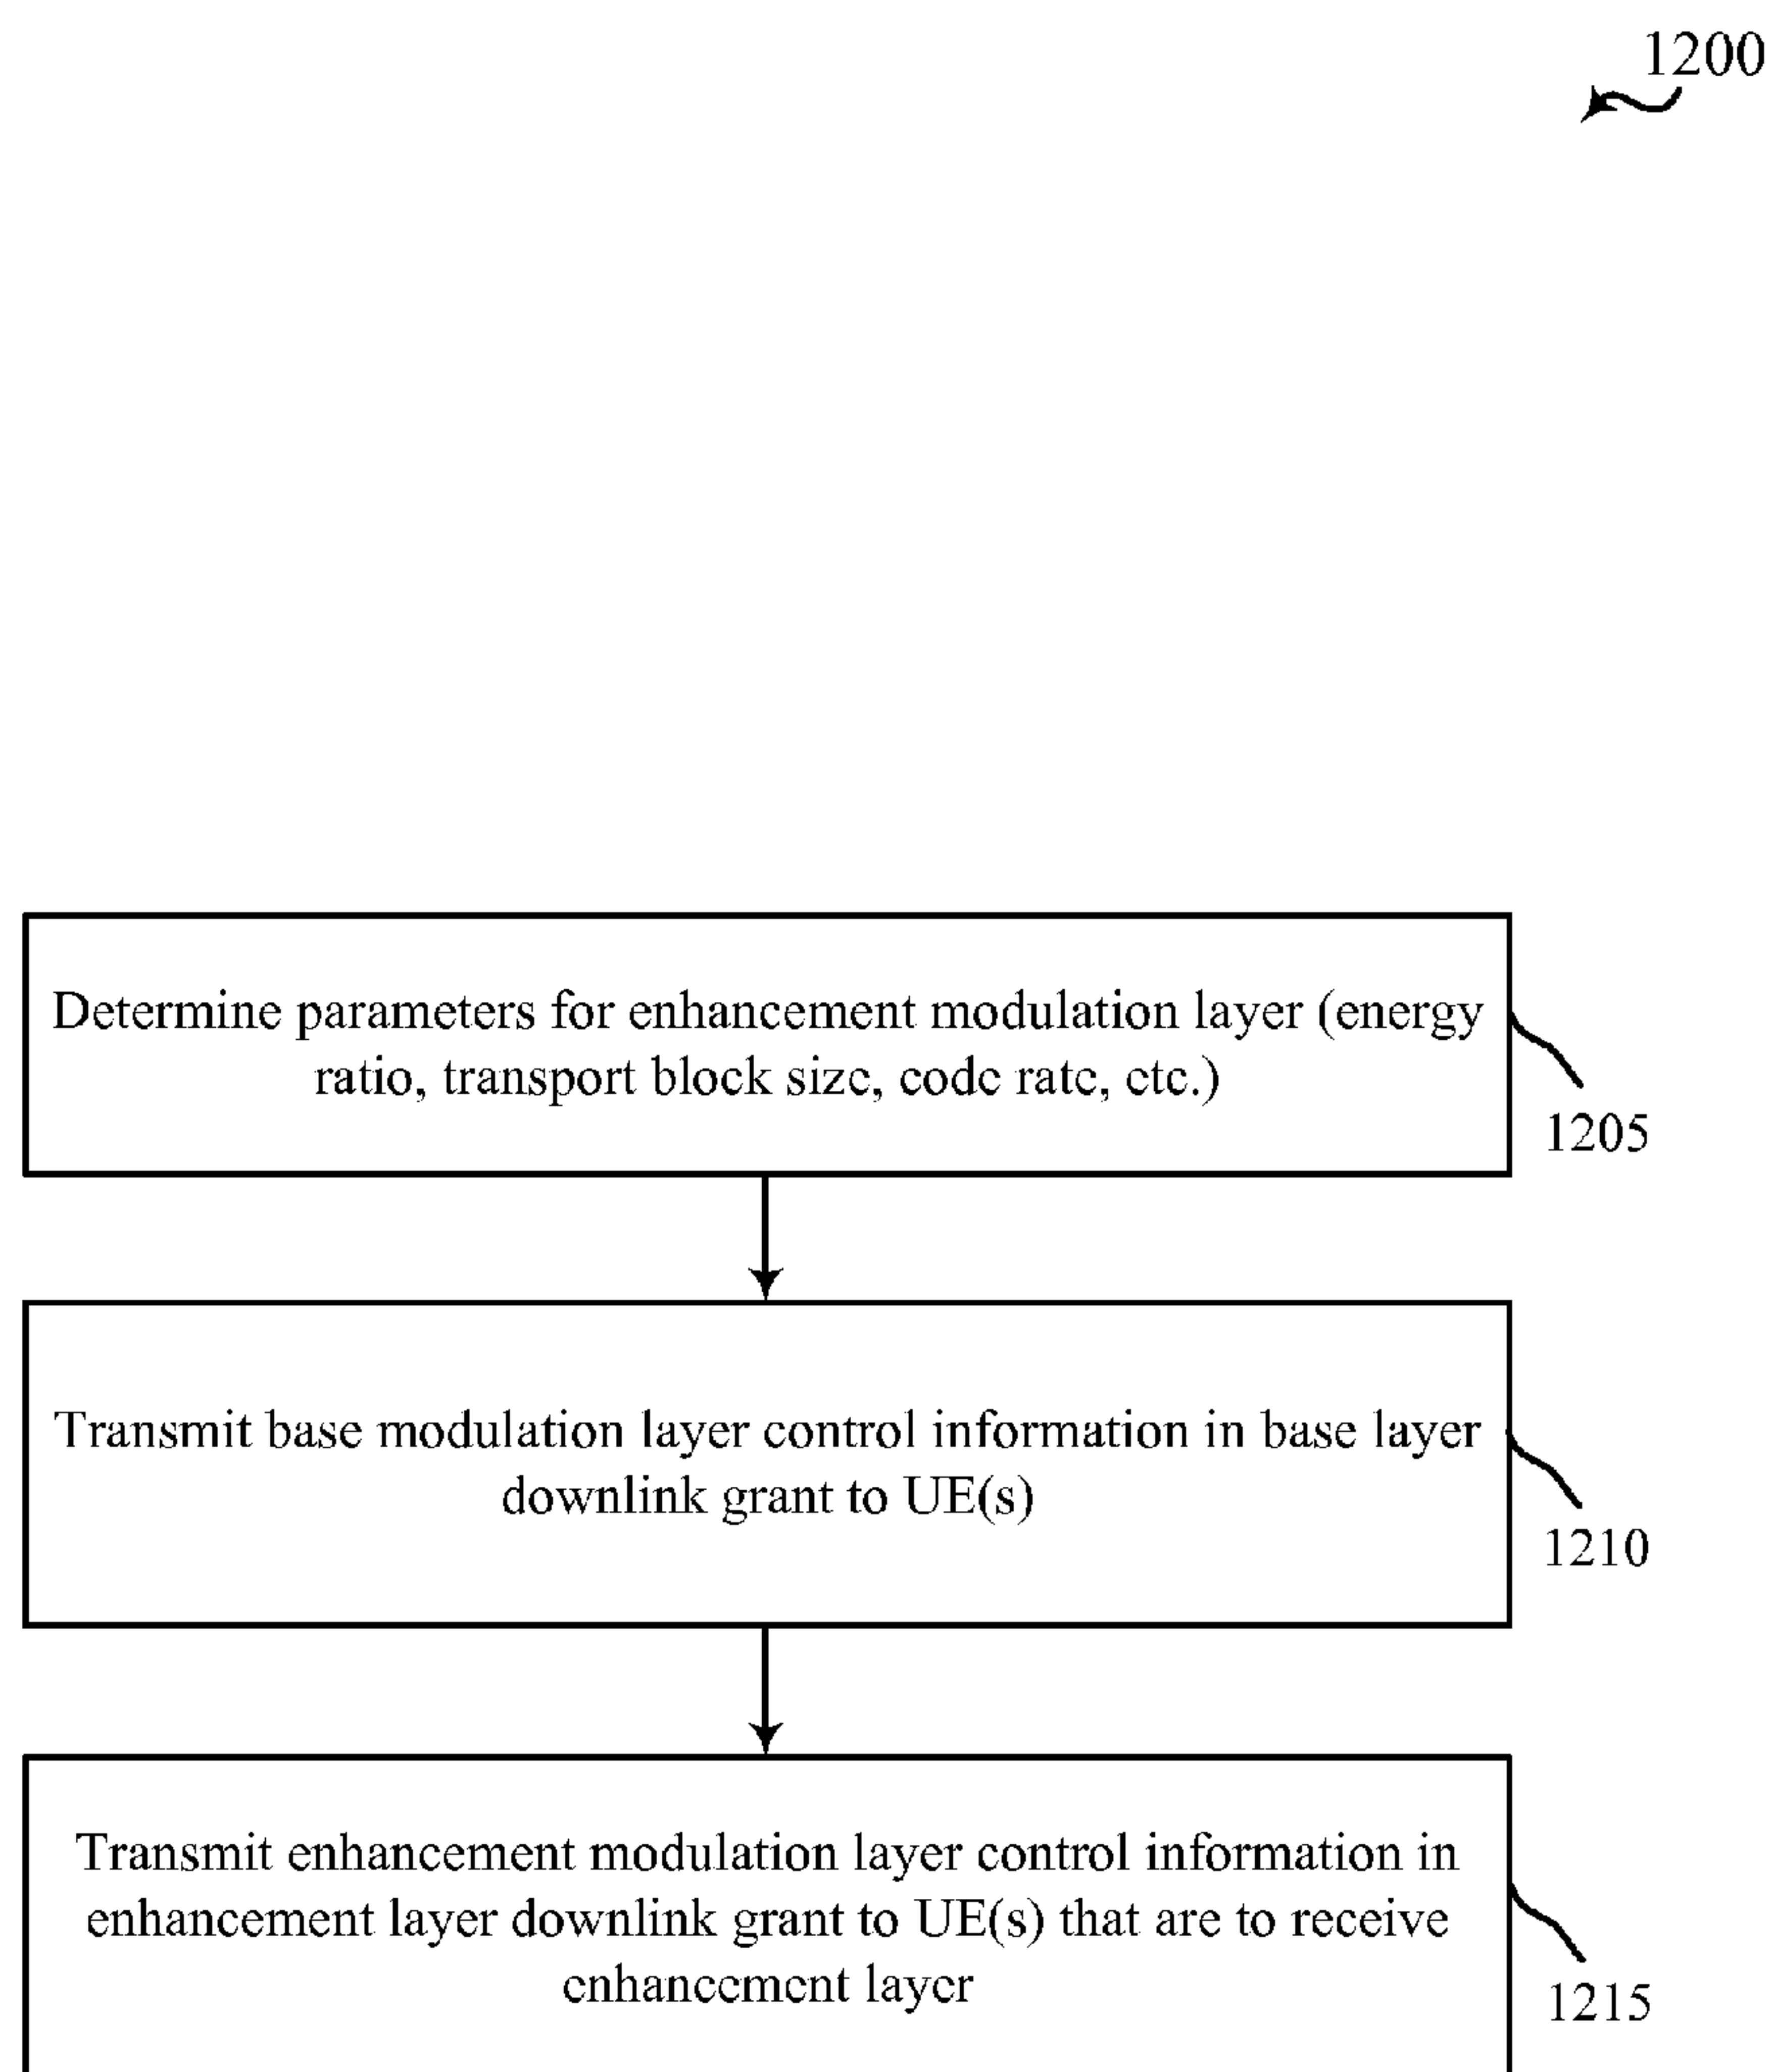 1200
Determine parameters for enhancement modulation layer (energy
ratio, transport block size, code rate, etc.)
1205
Transmit base modulation layer control information in base layer
downlink grant to UE(s)
1210
Transmit enhancement modulation layer control information in
enhancement layer downlink grant to UE(s) that are to receive
enhancement layer
1215